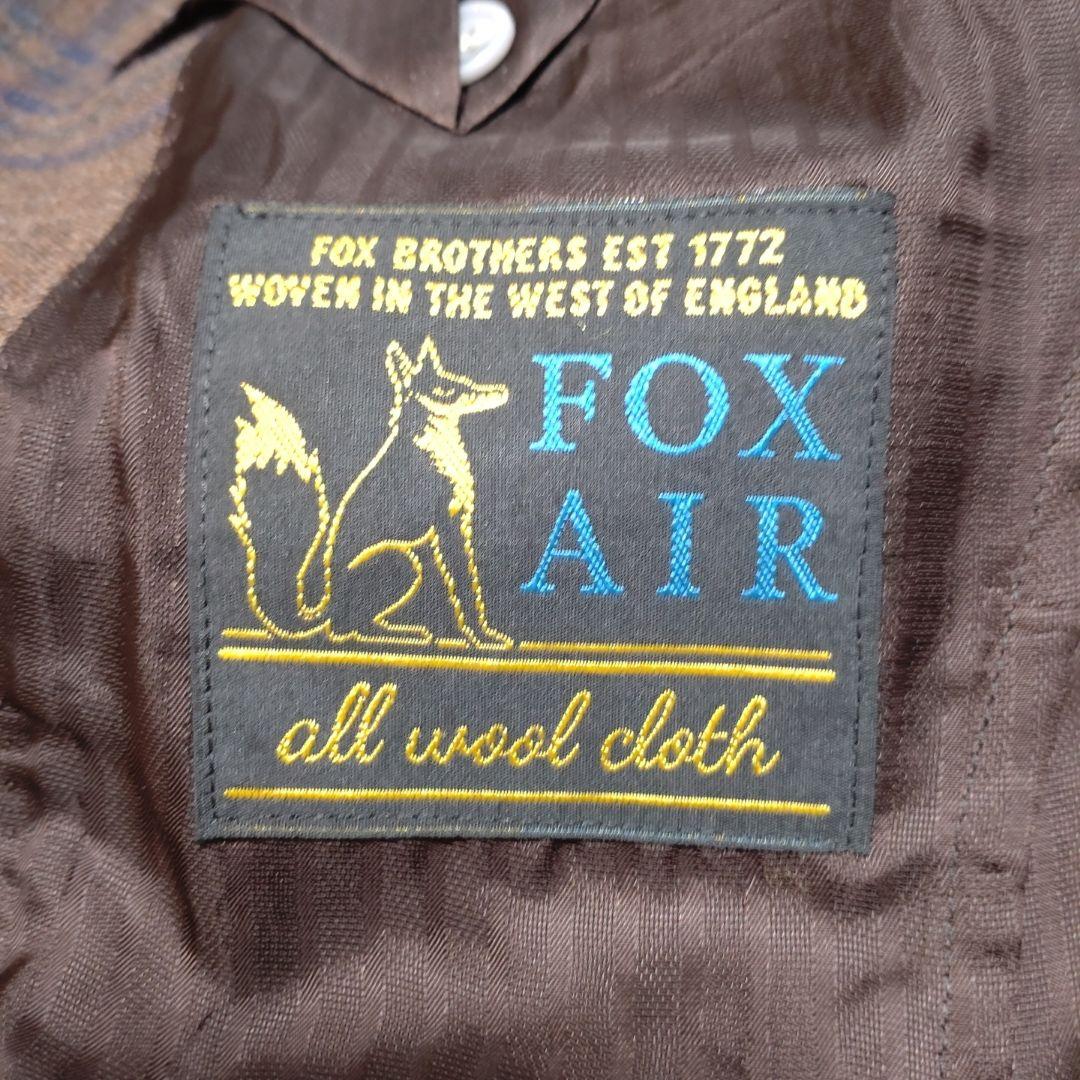 FOX BROTHERS EST 1772
WOVEN IN THE WEST OF ENGLAND
FOX
AIR
all wool cloth